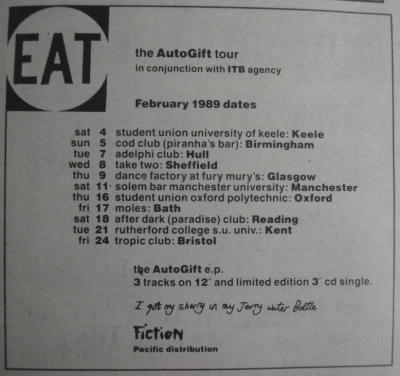 EAT
the AutoGift tour
in conjunction with ITB agency
February 1989 dates
sat 4 student union university of keele: Keele
sun 5 cod club (piranha's bar): Birmingham
tue 7 adelphi club: Hull
wed 8 take two: Sheffield
thu 9 dance factory at fury mury's: Glasgow
sat 11 solem bar manchester university: Manchester
thu 16 student union oxford polytechnic: Oxford
fri 17 moles: Bath
sat 18 after dark (paradise) club: Reading
tue 21 rutherford college s.u. univ.: Kent
fri 24 tropic club: Bristol
the AutoGift e.p.
3 tracks on 12" and limited edition 3" cd single.
I got my sherry in my Jerry Water Bottle
Fiction
Pacific distribution